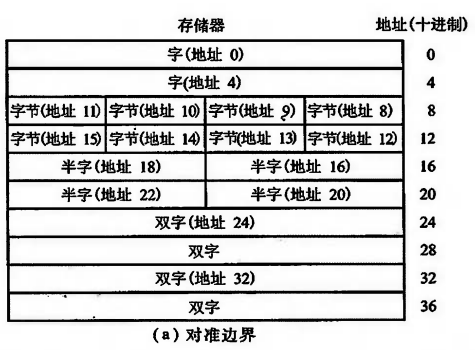 存储器 地址(十进制)
字(地址 0) 0
字(地址 4) 4
字节(地址 11) 字节(地址 10) 字节(地址 9) 字节(地址 8) 8
字节(地址 15) 字节(地址 14) 字节(地址 13) 字节(地址 12) 12
半字(地址 18) 半字(地址 16) 16
半字(地址 22) 半字(地址 20) 20
双字(地址 24) 24
双字 28
双字(地址 32) 32
双字 36
(a) 对准边界